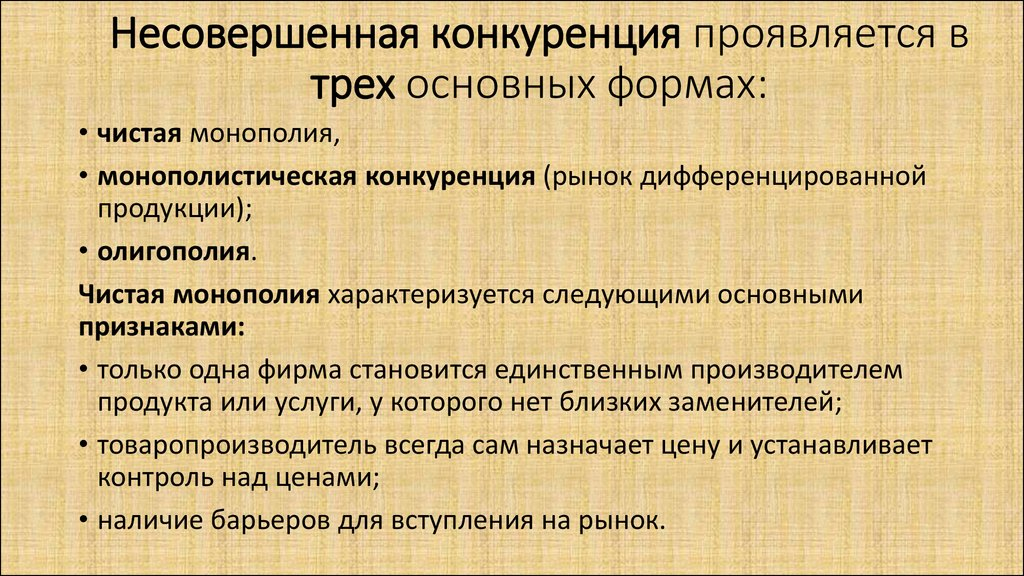 Несовершенная конкуренция проявляется в
трех основных формах:
• чистая монополия,
• монополистическая конкуренция (рынок дифференцированной
продукции);
• олигополия.
Чистая монополия характеризуется следующими основными
признаками:
• только одна фирма становится единственным производителем
продукта или услуги, у которого нет близких заменителей;
• товаропроизводитель всегда сам назначает цену и устанавливает
контроль над ценами;
• наличие барьеров для вступления на рынок.